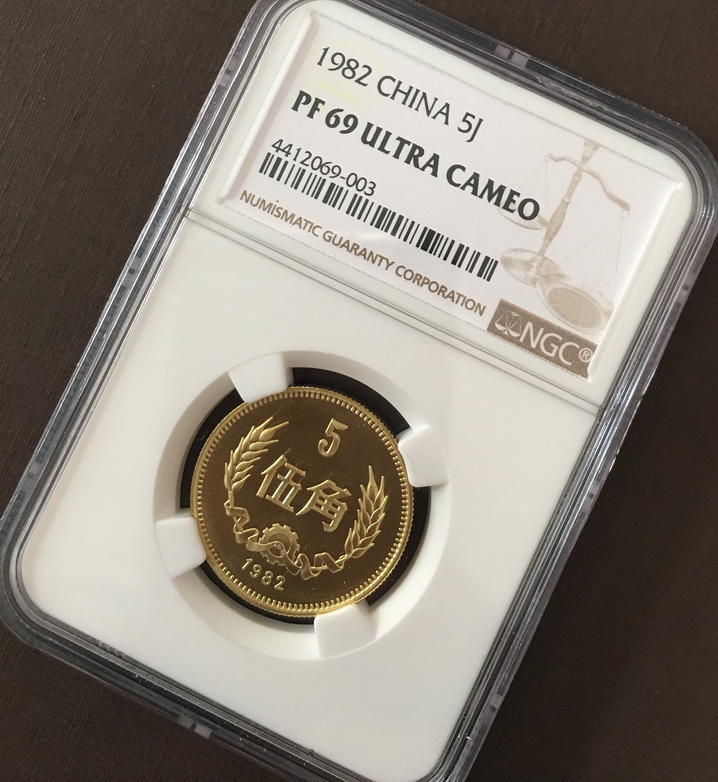 1982 CHINA 5J
PF 69 ULTRA CAMEO
4412069-003
NUMISMATIC GUARANTY CORPORATION
NGC®
5
伍角
1982